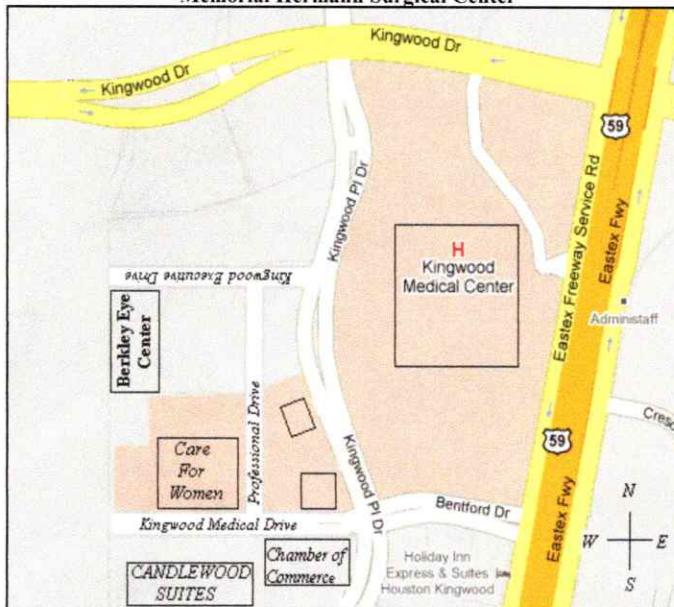 Memorial Hermann Surgical Center
Kingwood Dr
Kingwood Dr
59
Kingwood Pl Dr
H
Kingwood
Medical Center
Eastex Freeway Service Rd
Eastex Fwy
Administaff
Kingwood Executive Drive
Berkley Eye
Center
Professional Drive
Care
For
Women
Kingwood Pl Dr
59
Cresc
Kingwood Medical Drive
Bentford Dr
Eastex Fwy
N
W
E
S
Chamber of
Commerce
Holiday Inn
Express & Suites
Houston Kingwood
CANDLEWOOD
SUITES